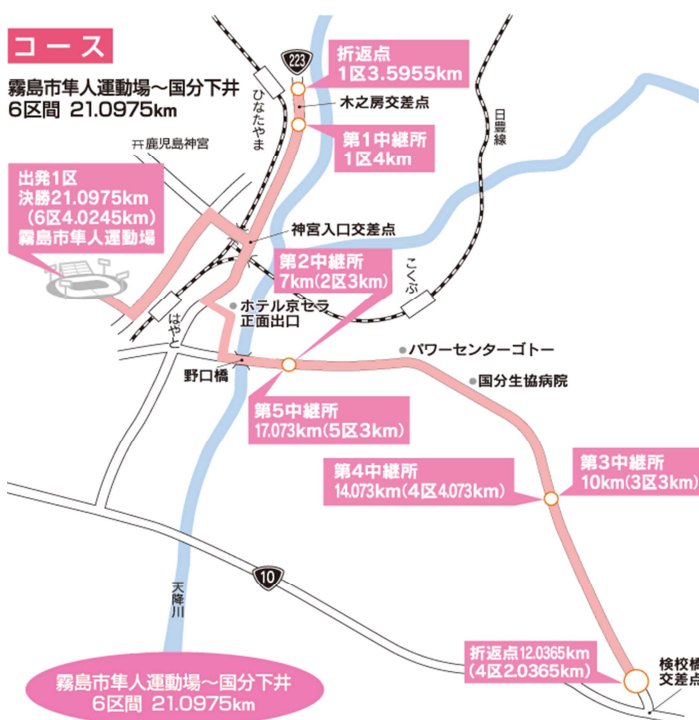 コース
霧島市隼人運動場～国分下井
6区間 21.0975km
223
折返点
1区3.5955km
木之房交差点
第1中継所
1区4km
ひなたやま
日豊線
鹿児島神宮
出発1区
決勝21.0975km
(6区4.0245km)
霧島市隼人運動場
神宮入口交差点
第2中継所
7km(2区3km)
こくぶ
はやと
ホテル京セラ
正面出口
パワーセンターゴトー
国分生協病院
野口橋
第5中継所
17.073km(5区3km)
第4中継所
14.073km(4区4.073km)
第3中継所
10km(3区3km)
10
天降川
折返点12.0365km
(4区2.0365km)
検校橋
交差点
霧島市隼人運動場～国分下井
6区間 21.0975km